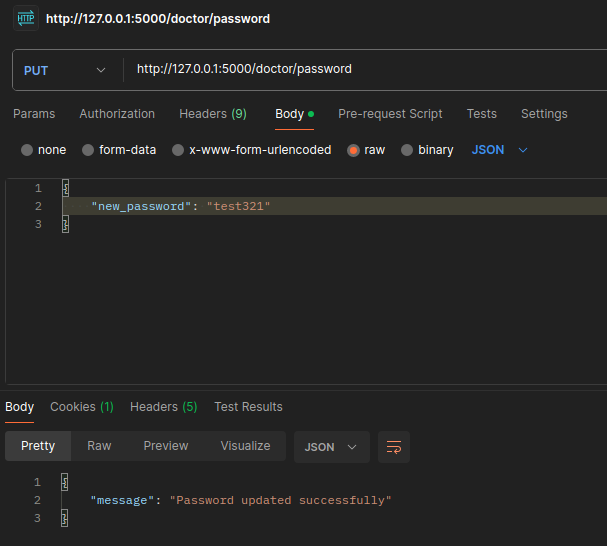 HTTP http://127.0.0.1:5000/doctor/password
PUT http://127.0.0.1:5000/doctor/password
Params Authorization Headers (9) Body Pre-request Script Tests Settings
none form-data x-www-form-urlencoded raw binary JSON
1 {
2 "new_password": "test321"
3 }
Body Cookies (1) Headers (5) Test Results
Pretty Raw Preview Visualize JSON
1 {
2 "message": "Password updated successfully"
3 }